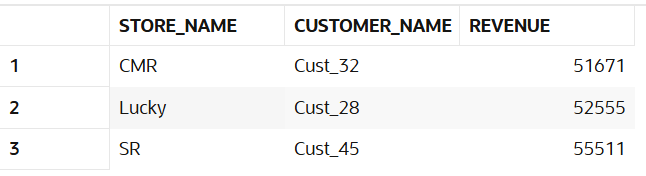 STORE_NAME CUSTOMER_NAME REVENUE
1 CMR Cust_32 51671
2 Lucky Cust_28 52555
3 SR Cust_45 55511